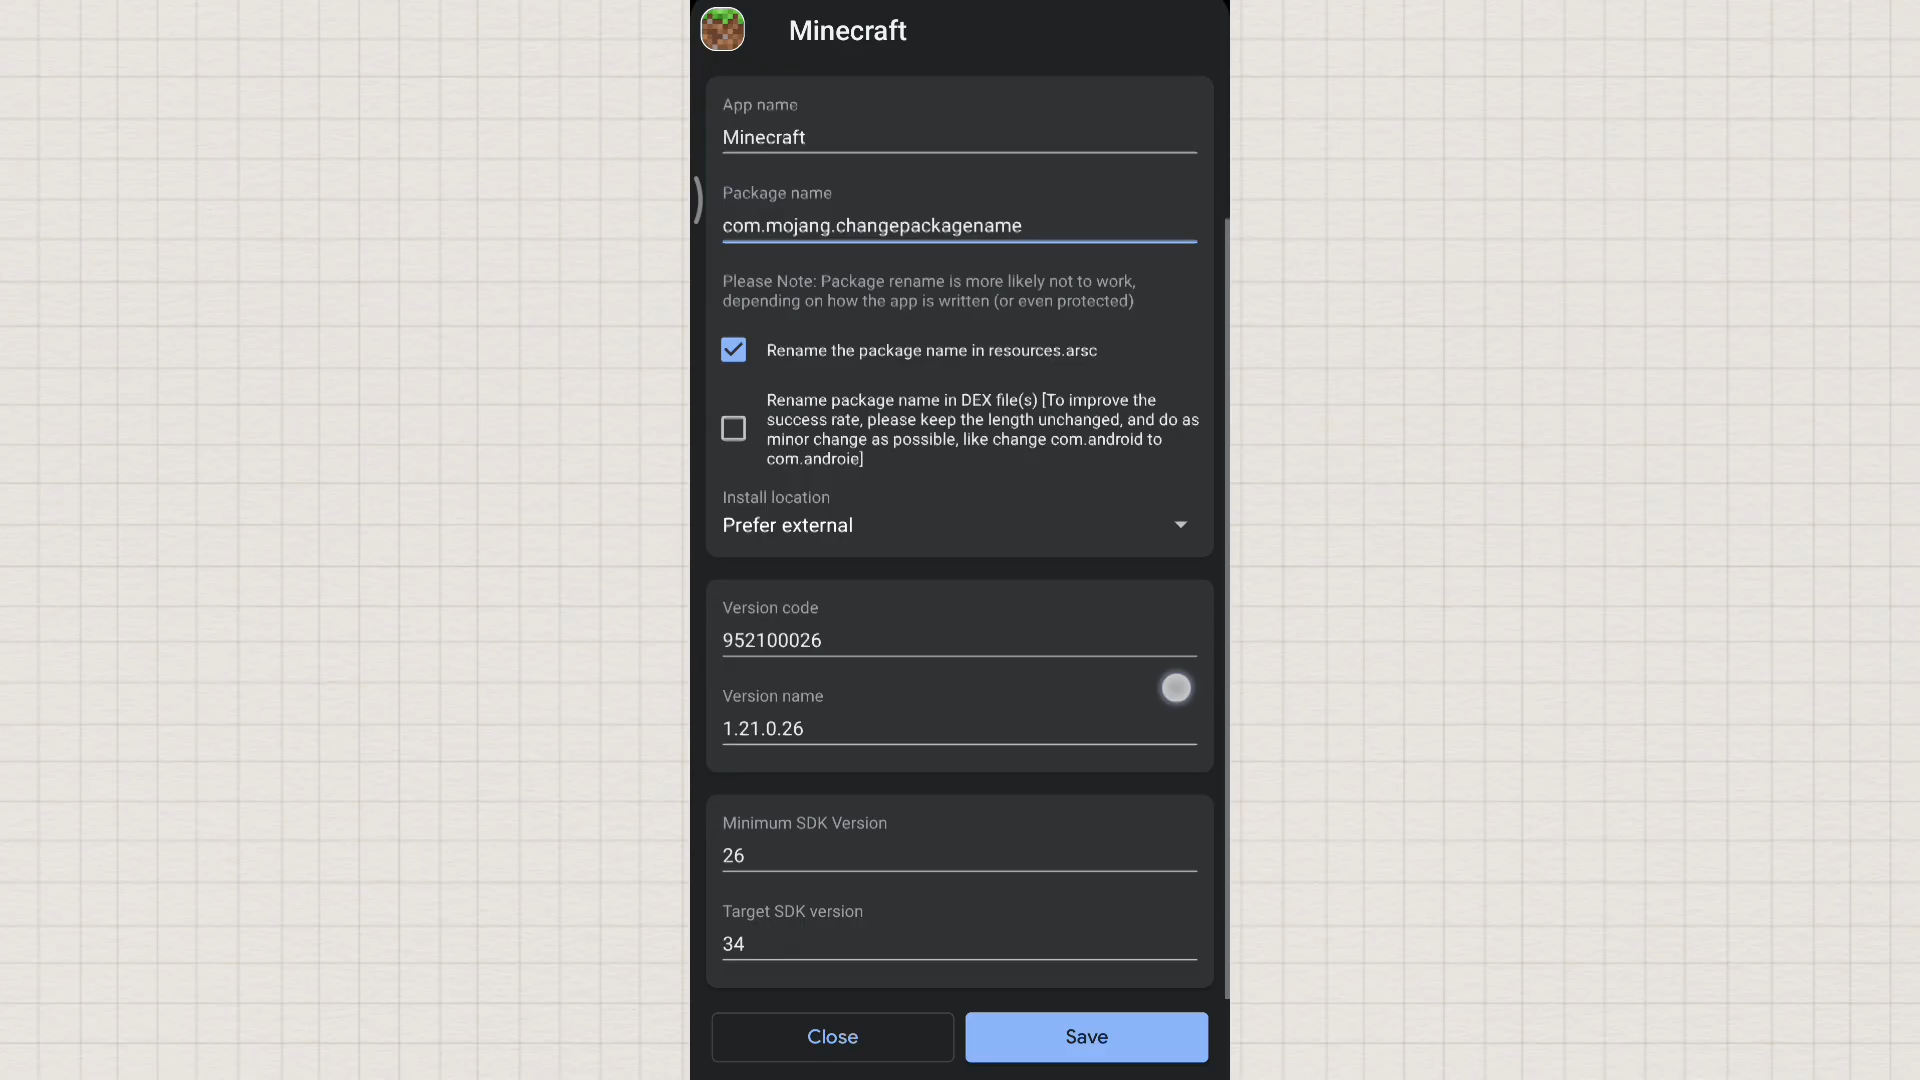 Minecraft
App name
Minecraft
Package name
com.mojang.changepackagename
Please Note: Package rename is more likely not to work,
depending on how the app is written (or even protected)
Rename the package name in resources.arsc
Rename package name in DEX file(s) [To improve the
success rate, please keep the length unchanged, and do as
minor change as possible, like change com.android to
com.androie]
Install location
Prefer external
Version code
952100026
Version name
1.21.0.26
Minimum SDK Version
26
Target SDK version
34
Close
Save